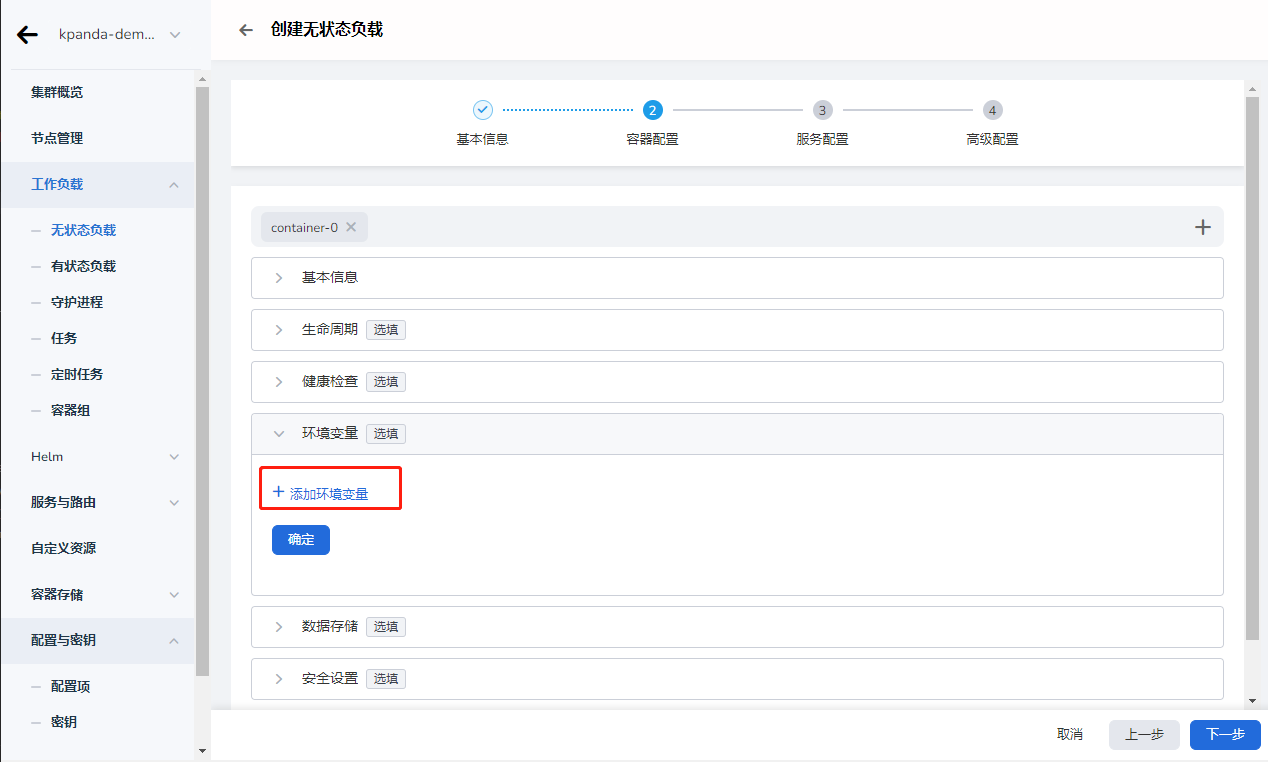 kpanda-dem...
集群概览
节点管理
工作负载
无状态负载
有状态负载
守护进程
任务
定时任务
容器组
Helm
服务与路由
自定义资源
容器存储
配置与密钥
配置项
密钥
创建无状态负载
2
3
4
基本信息
容器配置
服务配置
高级配置
container-0
基本信息
生命周期 选填
健康检查 选填
环境变量 选填
添加环境变量
确定
数据存储 选填
安全设置 选填
取消
上一步
下一步